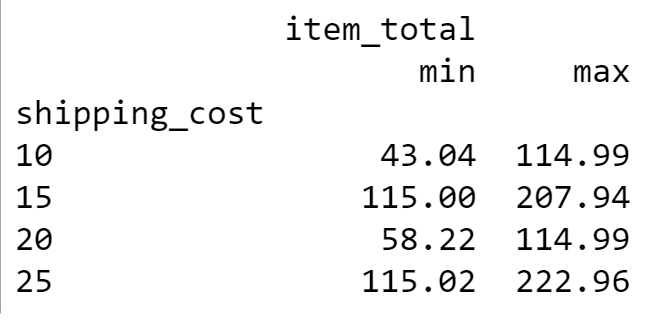 item_total
min max
shipping_cost
10 43.04 114.99
15 115.00 207.94
20 58.22 114.99
25 115.02 222.96